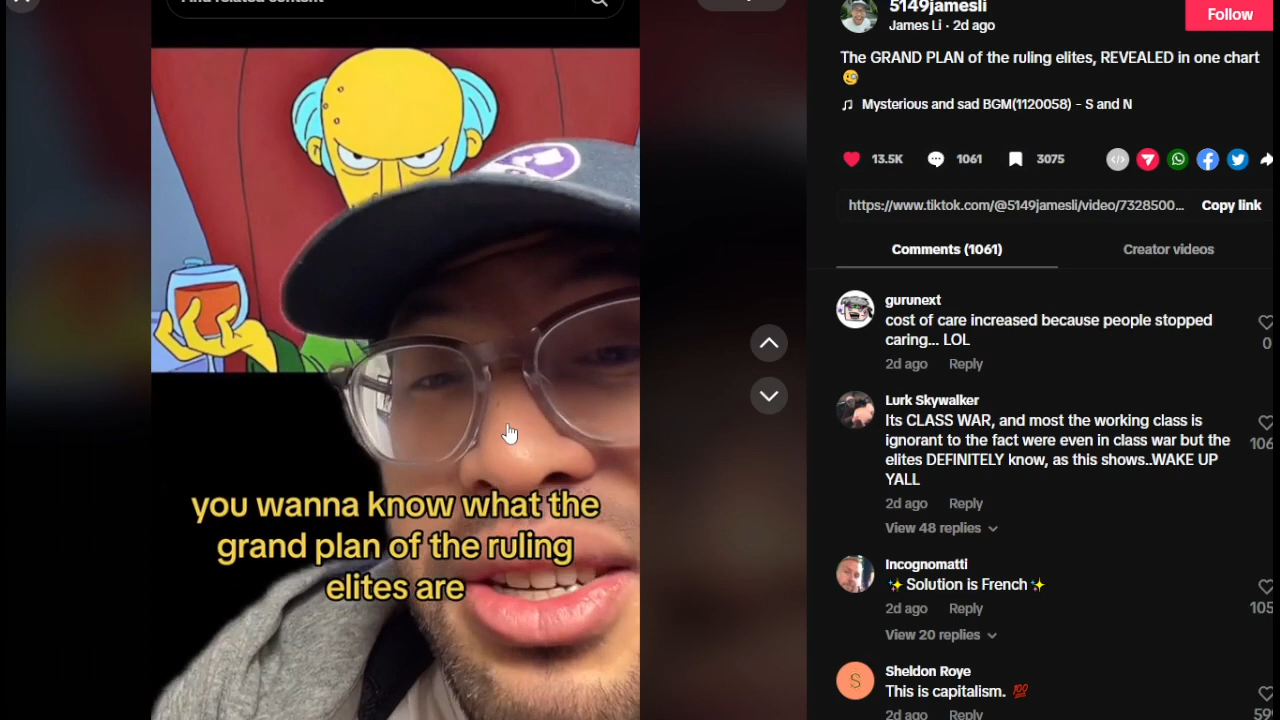 5149jamesli
James Li · 2d ago
Follow
The GRAND PLAN of the ruling elites, REVEALED in one chart
🧐
Mysterious and sad BGM(1120058) - S and N
13.5K
1061
3075
https://www.tiktok.com/@5149jamesli/video/7328500...
Copy link
Comments (1061)
Creator videos
you wanna know what the
grand plan of the ruling
elites are
gurunext
cost of care increased because people stopped
caring... LOL
0
2d ago
Reply
Lurk Skywalker
Its CLASS WAR, and most the working class is
ignorant to the fact were even in class war but the
elites DEFINITELY know, as this shows..WAKE UP
YALL
106
2d ago
Reply
View 48 replies
Incognomatti
✨Solution is French✨
105
2d ago
Reply
View 20 replies
Sheldon Roye
S
This is capitalism. 💯
2d ago
Reply